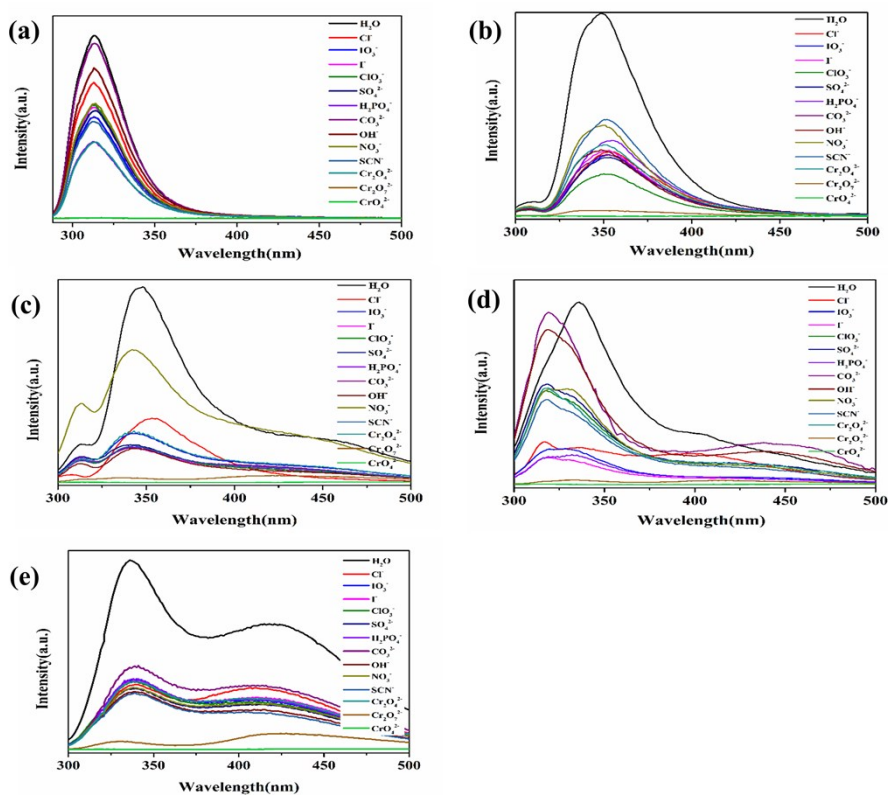 (a)
Intensity(a.u.)
H₂O
Cl⁻
IO₃⁻
I⁻
ClO₃⁻
SO₄²⁻
H₂PO₄⁻
CO₃²⁻
OH⁻
NO₃⁻
SCN⁻
Cr₂O₄²⁻
Cr₂O₇²⁻
CrO₄²⁻
300 350 400 450 500
Wavelength(nm)
(b)
Intensity(a.u.)
H₂O
Cl⁻
IO₃⁻
I⁻
ClO₃⁻
SO₄²⁻
H₂PO₄⁻
CO₃²⁻
OH⁻
NO₃⁻
SCN⁻
Cr₂O₄²⁻
Cr₂O₇²⁻
CrO₄²⁻
300 350 400 450 500
Wavelength(nm)
(c)
Intensity(a.u.)
H₂O
Cl⁻
IO₃⁻
I⁻
ClO₃⁻
SO₄²⁻
H₂PO₄⁻
CO₃²⁻
OH⁻
NO₃⁻
SCN⁻
Cr₂O₄²⁻
Cr₂O₇²⁻
CrO₄²⁻
300 350 400 450 500
Wavelength(nm)
(d)
Intensity(a.u.)
H₂O
Cl⁻
IO₃⁻
I⁻
ClO₃⁻
SO₄²⁻
H₂PO₄⁻
CO₃²⁻
OH⁻
NO₃⁻
SCN⁻
Cr₂O₄²⁻
Cr₂O₇²⁻
CrO₄²⁻
300 350 400 450 500
Wavelength(nm)
(e)
Intensity(a.u.)
H₂O
Cl⁻
IO₃⁻
I⁻
ClO₃⁻
SO₄²⁻
H₂PO₄⁻
CO₃²⁻
OH⁻
NO₃⁻
SCN⁻
Cr₂O₄²⁻
Cr₂O₇²⁻
CrO₄²⁻
300 350 400 450 500
Wavelength(nm)